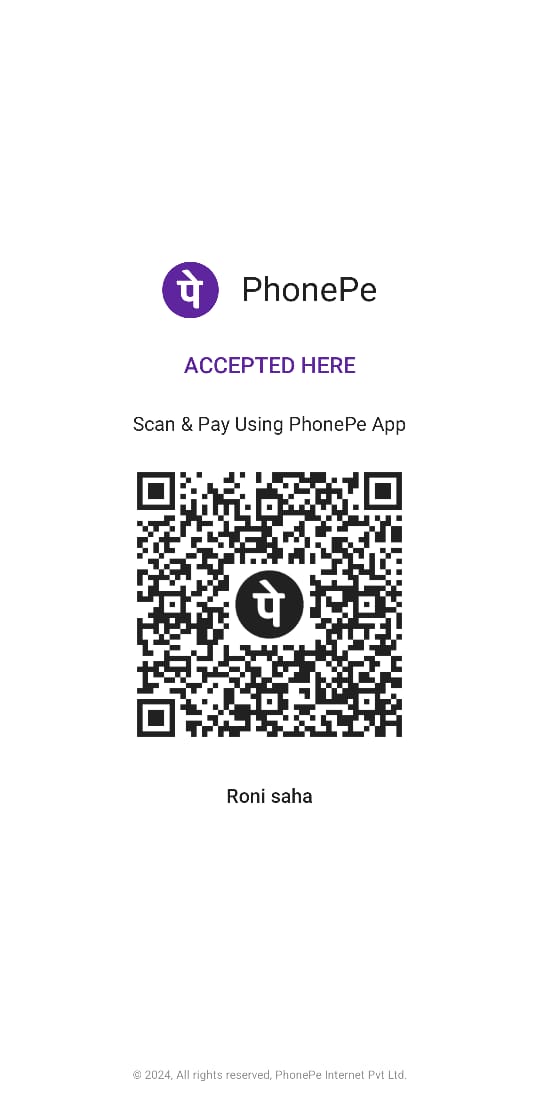 पे PhonePe
ACCEPTED HERE
Scan & Pay Using PhonePe App
पे
Roni saha
© 2024, All rights reserved, PhonePe Internet Pvt Ltd.